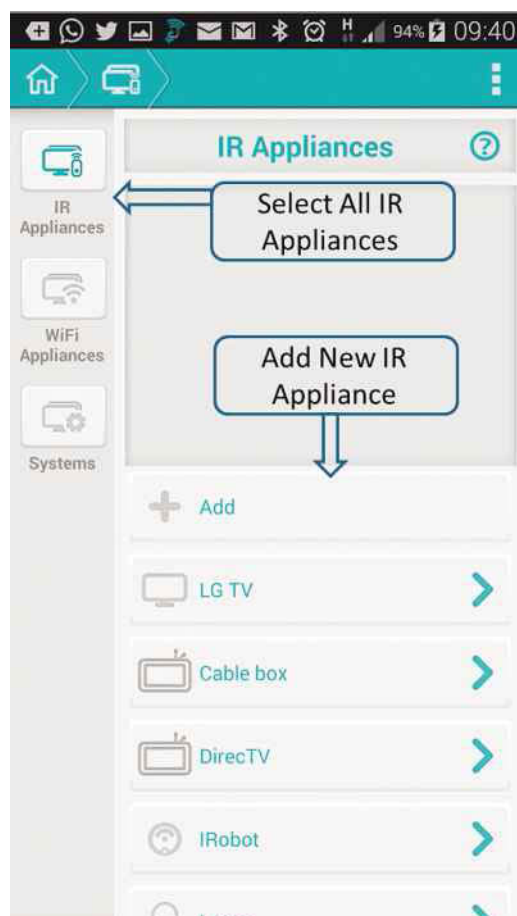 H
94%
09:40
IR Appliances
?
IR
Appliances
Select All IR
Appliances
WiFi
Appliances
Add New IR
Appliance
Systems
Add
LG TV
Cable box
DirecTV
IRobot